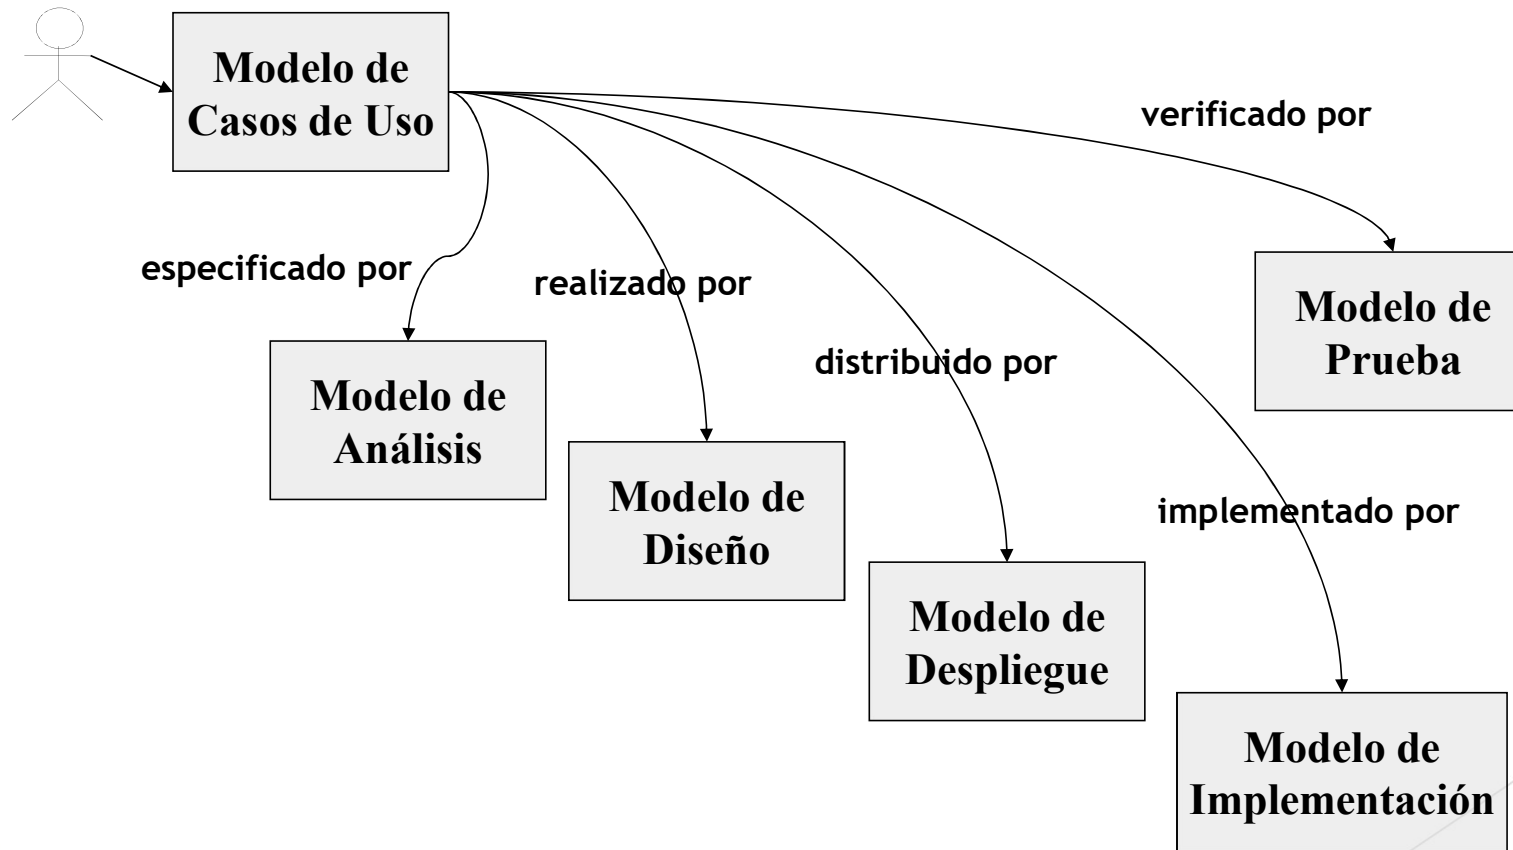 Modelo de
Casos de Uso
verificado por
especificado por
realizado por
Modelo de
Prueba
distribuido por
Modelo de
Análisis
Modelo de
Diseño
implementado por
Modelo de
Despliegue
Modelo de
Implementación